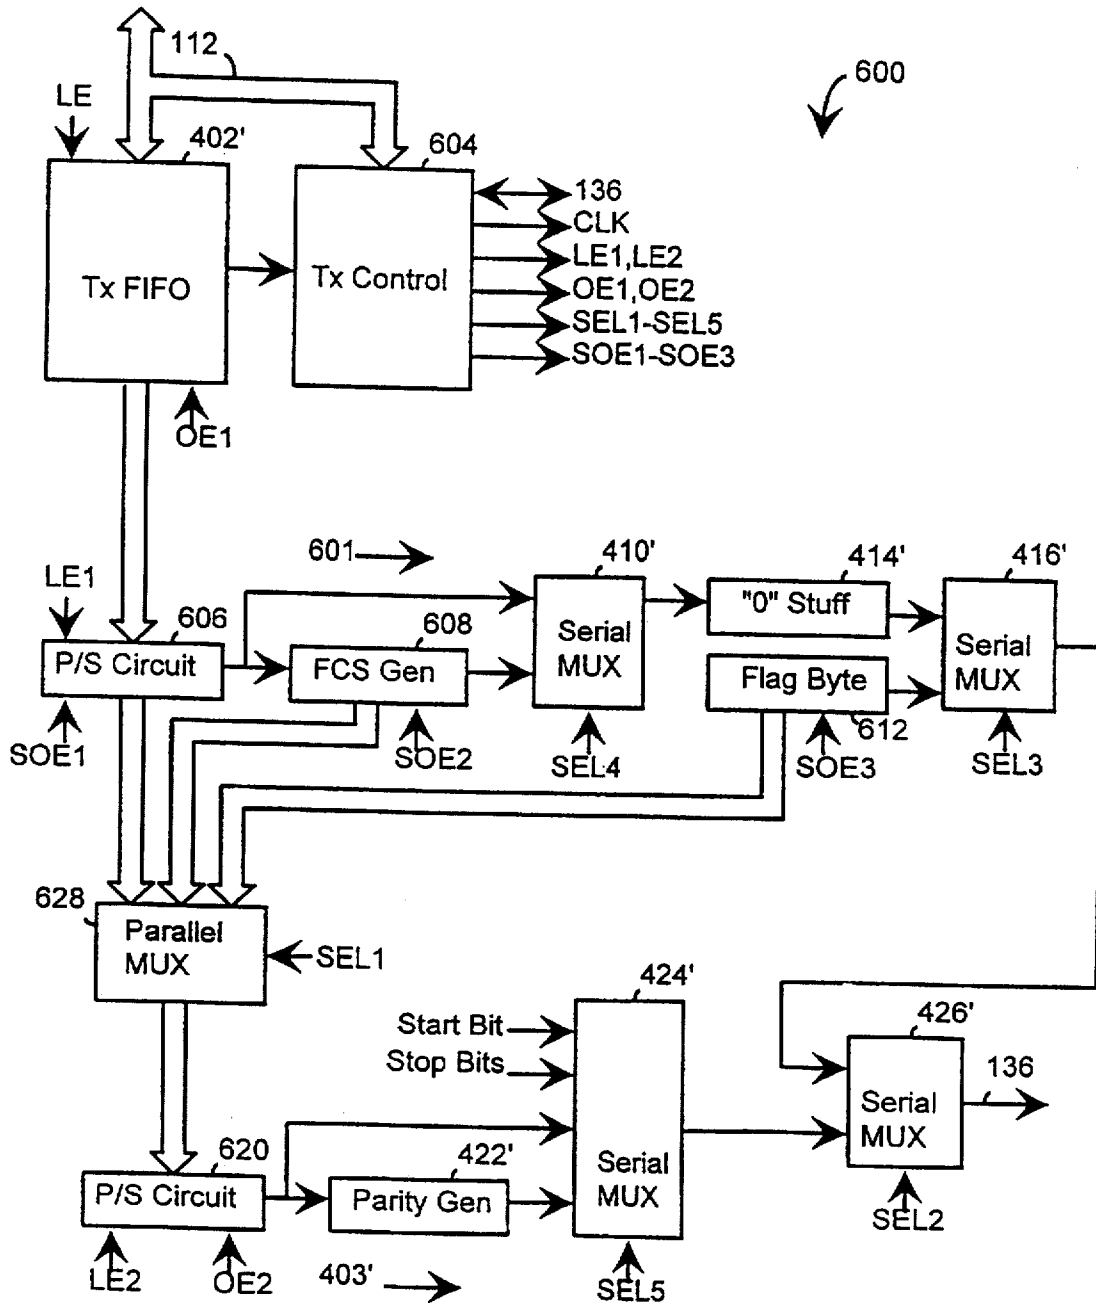 112
600
LE
402'
604
136
CLK
LE1,LE2
OE1,OE2
SEL1-SEL5
SOE1-SOE3
Tx FIFO
Tx Control
OE1
601
410'
414'
416'
LE1
606
608
"0" Stuff
P/S Circuit
FCS Gen
Serial
MUX
Flag Byte
Serial
MUX
612
SOE1
SOE2
SEL4
SOE3
SEL3
628
Parallel
MUX
SEL1
424'
Start Bit
Stop Bits
426'
136
Serial
MUX
620
422'
Serial
MUX
P/S Circuit
Parity Gen
SEL2
LE2
OE2
403'
SEL5